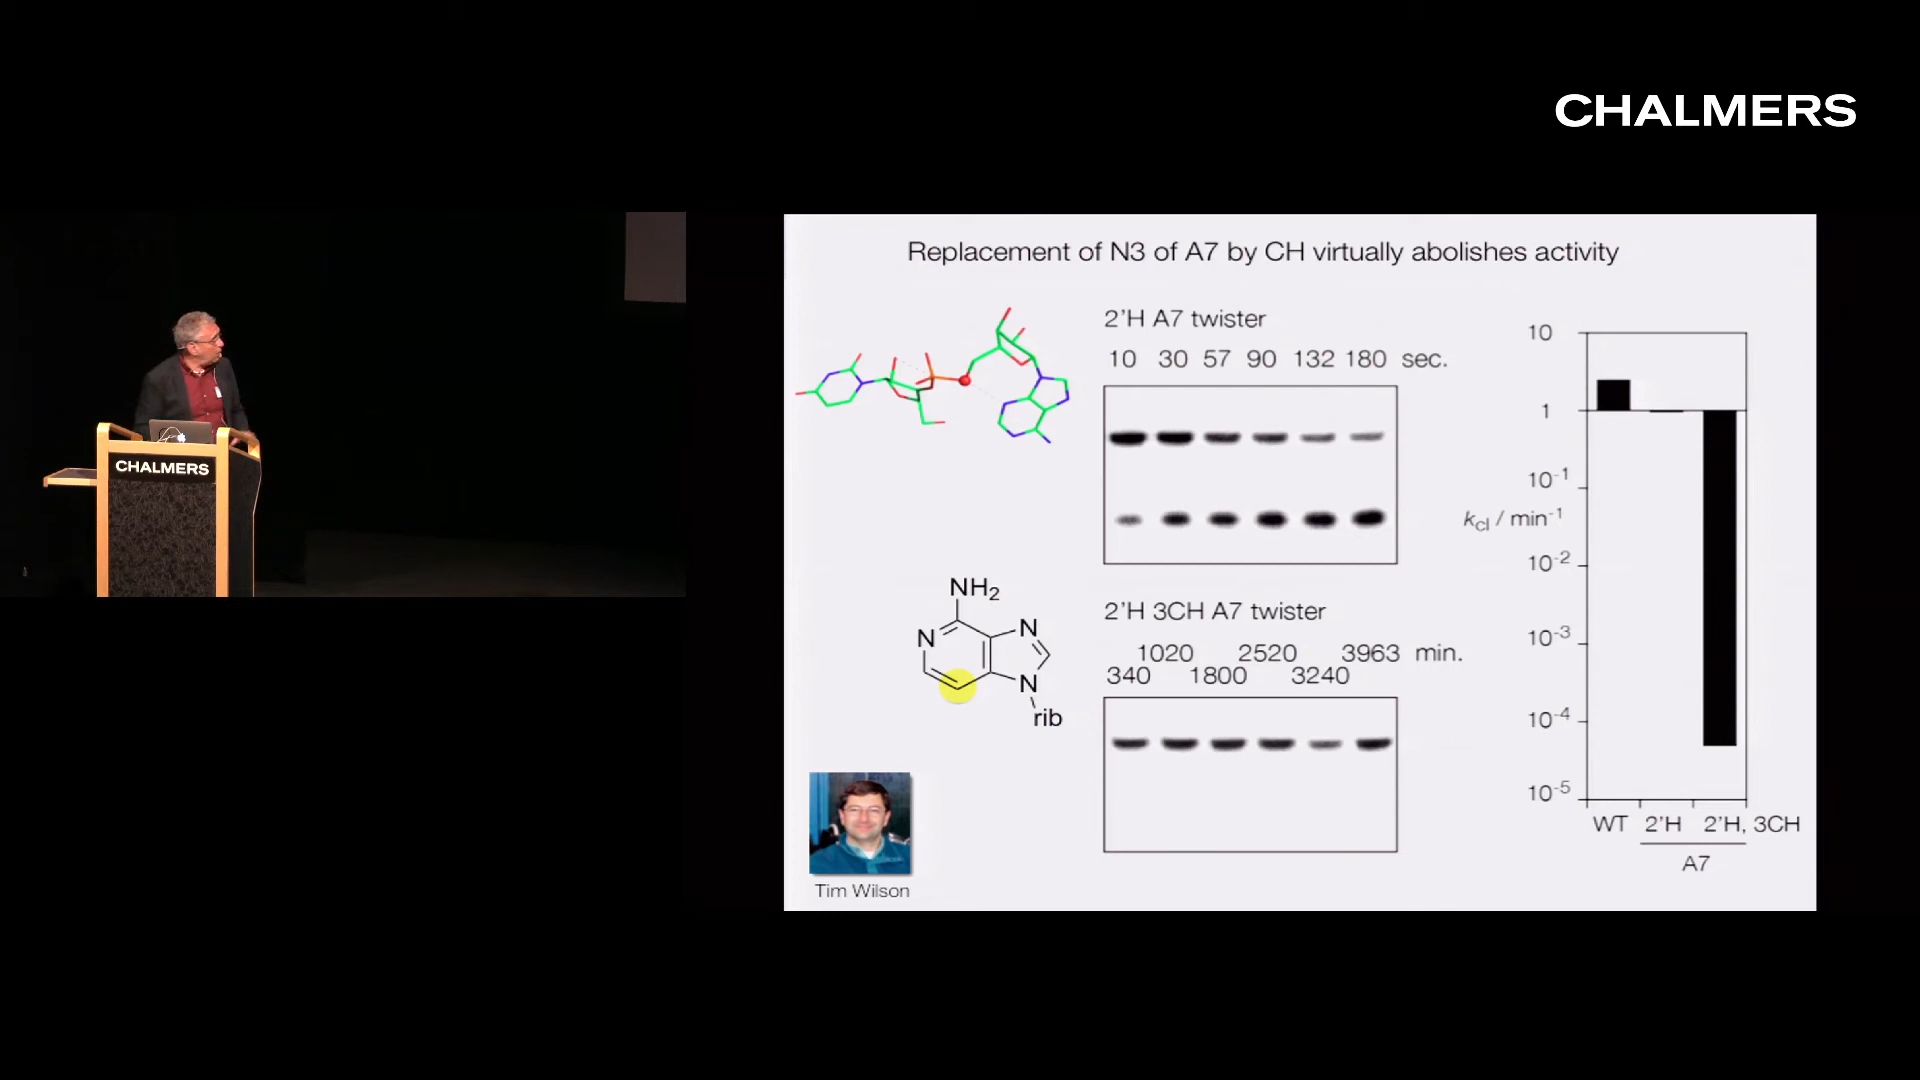 CHALMERS
CHALMERS
Replacement of N3 of A7 by CH virtually abolishes activity
2'H A7 twister
10 30 57 90 132 180 sec.
NH2
N
N
N
rib
2'H 3CH A7 twister
1020 2520 3963 min.
340 1800 3240
Tim Wilson
10
1
10-1
kcl / min-1
10-2
10-3
10-4
10-5
WT 2'H 2'H, 3CH
A7